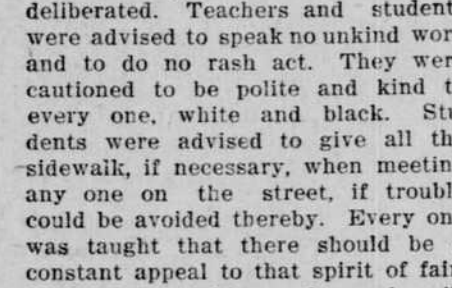 deliberated. Teachers and student
were advised to speak no unkind wor
and to do no rash act. They wer
cautioned to be polite and kind t
every one, white and black. Stu
dents were advised to give all th
sidewalk, if necessary, when meetin
any one on the street, if troubl
could be avoided thereby. Every on
was taught that there should be
constant appeal to that spirit of fair